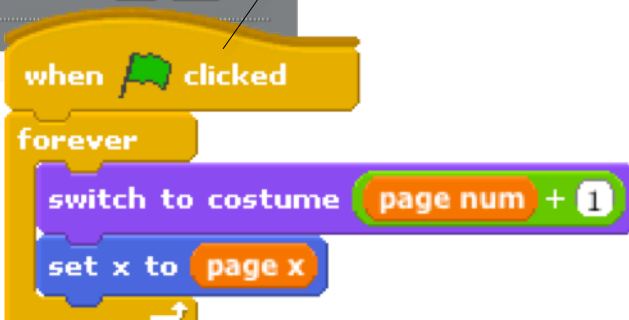 when clicked
forever
switch to costume page num + 1
set x to page x